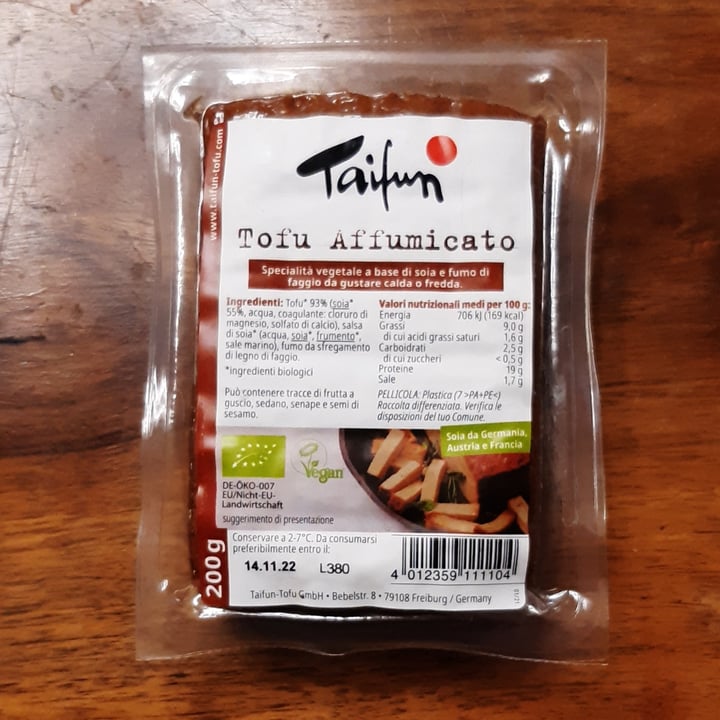 www.taifun-tofu.com
Taifun
Tofu Affumicato
Specialità vegetale a base di soia e fumo di
faggio da gustare calda o fredda.
Ingredienti: Tofu* 93% (soia*
55%, acqua, coagulante: cloruro di
magnesio, solfato di calcio), salsa
di soia* (acqua, soia*, frumento*,
sale marino), fumo da sfregamento
di legno di faggio.
*ingredienti biologici
Può contenere tracce di frutta a
guscio, sedano, senape e semi di
sesamo.
Valori nutrizionali medi per 100 g:
Energia 706 kJ (169 kcal)
Grassi 9,0 g
di cui acidi grassi saturi 1,6 g
Carboidrati 2,5 g
di cui zuccheri <0,5 g
Proteine 19 g
Sale 1,7 g
PELLICOLA: Plastica (7 >PA+PE<)
Raccolta differenziata. Verifica le
disposizioni del tuo Comune.
Soia da Germania,
Austria e Francia
Vegan
DE-ÖKO-007
EU/Nicht-EU-
Landwirtschaft
suggerimento di presentazione
200g
Conservare a 2-7°C. Da consumarsi
preferibilmente entro il:
14.11.22 L380
4 012359 111104
Taifun-Tofu GmbH • Bebelstr. 8 • 79108 Freiburg / Germany